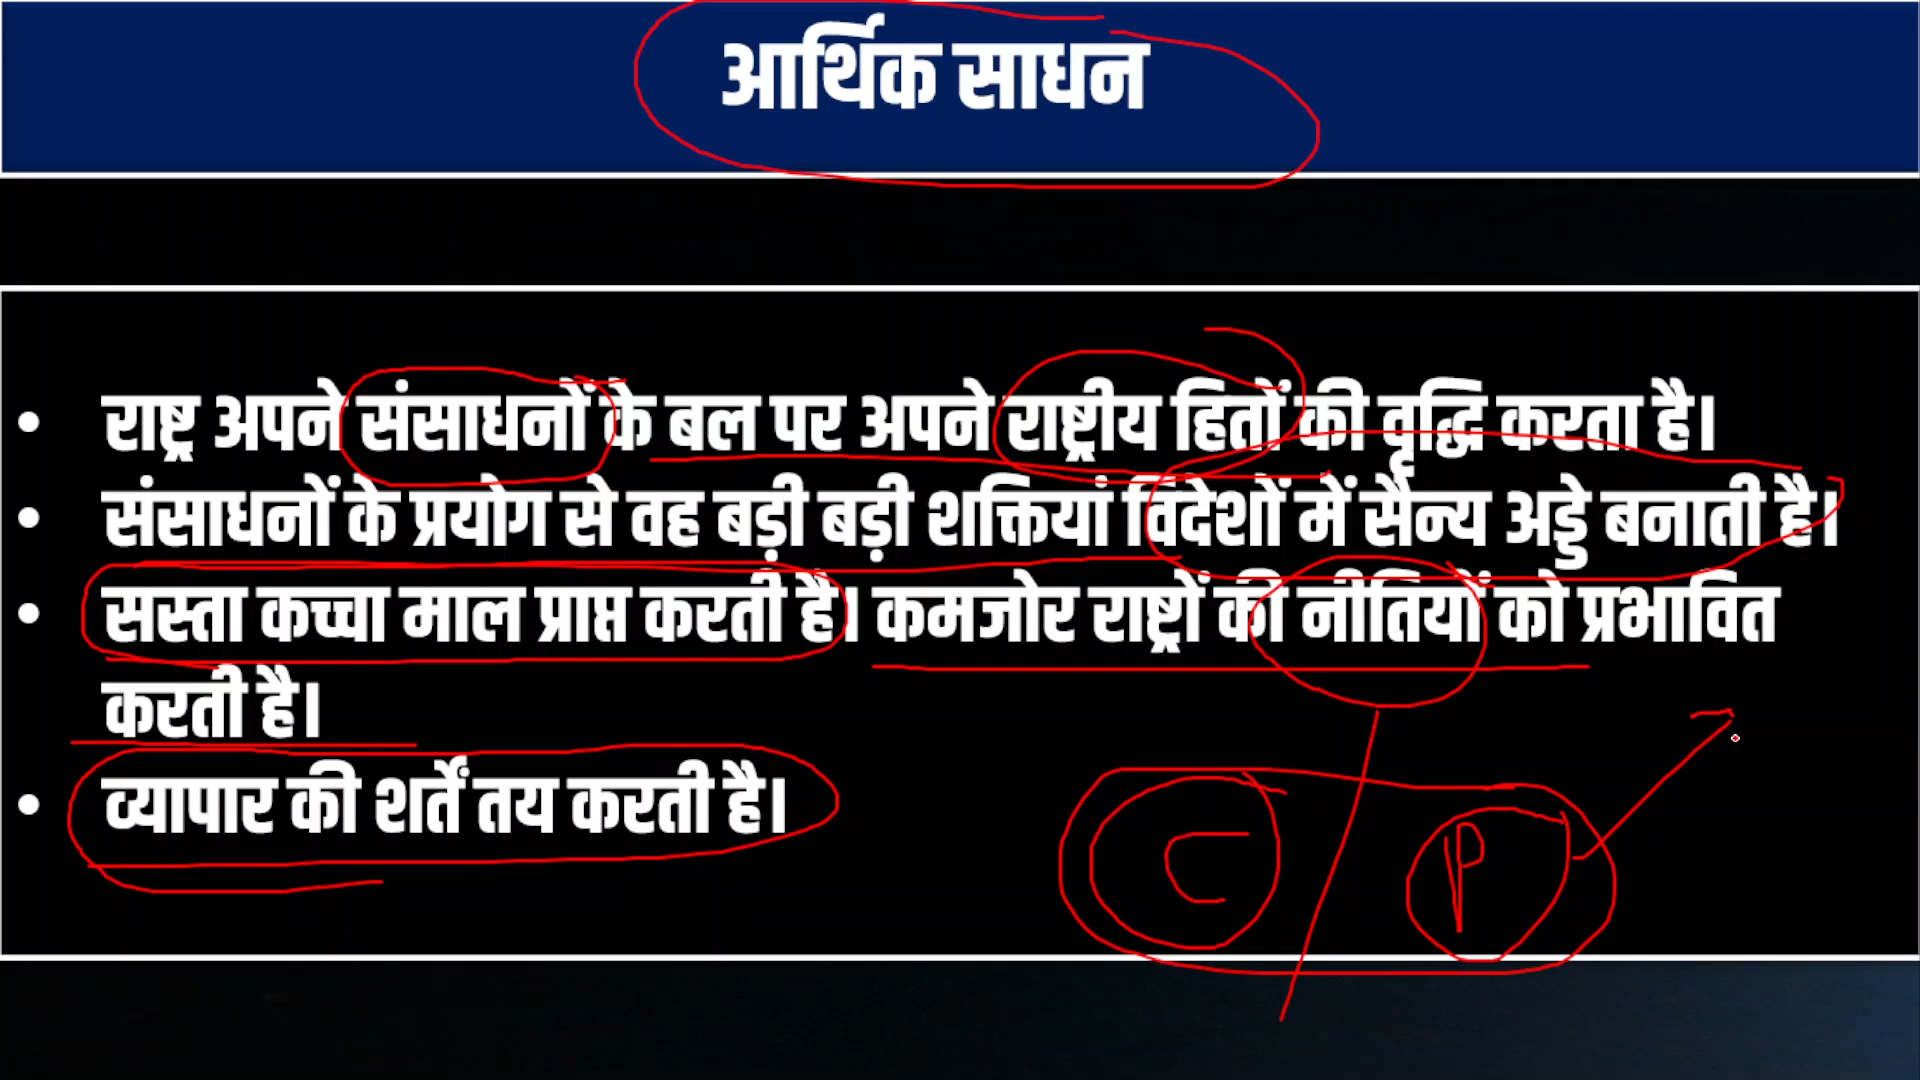 आर्थिक साधन
• राष्ट्र अपने संसाधनों के बल पर अपने राष्ट्रीय हितों की वृद्धि करता है।
• संसाधनों के प्रयोग से वह बड़ी बड़ी शक्तियां विदेशों में सैन्य अड्डे बनाती है।
• सस्ता कच्चा माल प्राप्त करती है। कमजोर राष्ट्रों की नीतियों को प्रभावित
करती है।
• व्यापार की शर्तें तय करती है।
C P